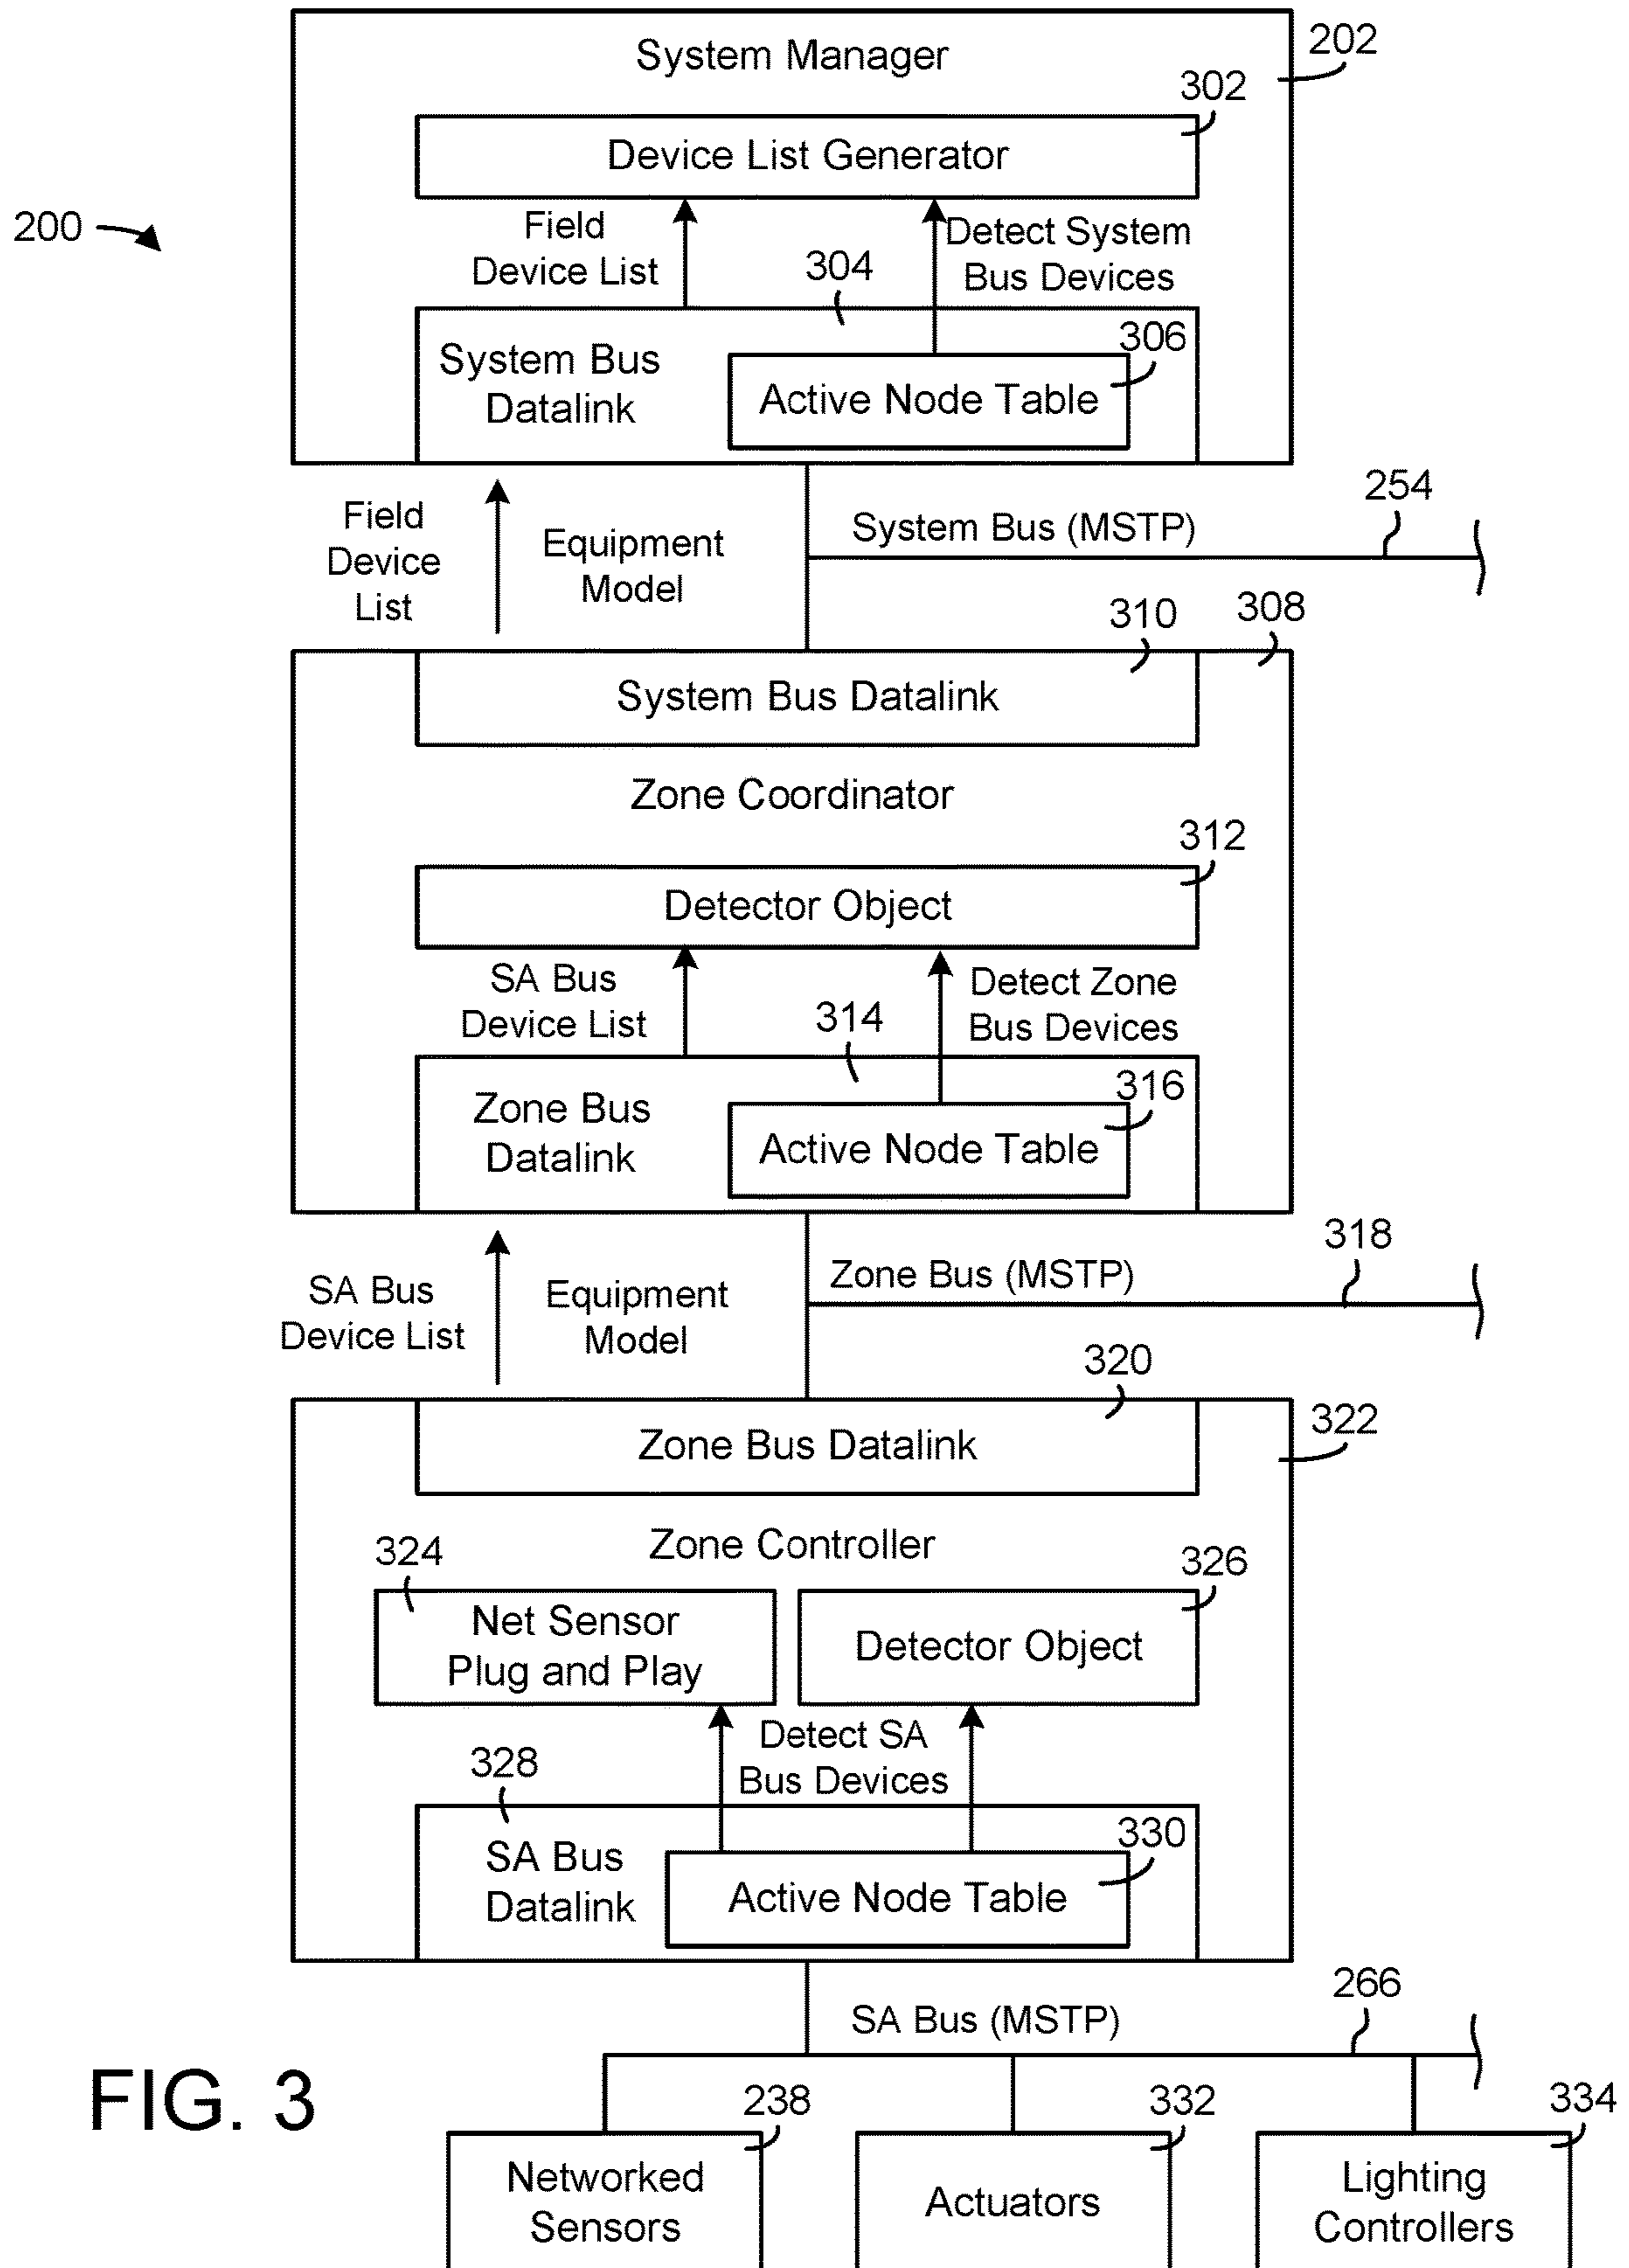 System Manager
202
302
Device List Generator
200
Field
Device List
304
Detect System
Bus Devices
306
System Bus
Datalink
Active Node Table
Field
Device
List
Equipment
Model
System Bus (MSTP)
254
310
308
System Bus Datalink
Zone Coordinator
312
Detector Object
SA Bus
Device List
314
Detect Zone
Bus Devices
316
Zone Bus
Datalink
Active Node Table
SA Bus
Device List
Equipment
Model
Zone Bus (MSTP)
318
320
322
Zone Bus Datalink
Zone Controller
324
326
Net Sensor
Plug and Play
Detector Object
Detect SA
Bus Devices
328
330
SA Bus
Datalink
Active Node Table
SA Bus (MSTP)
266
FIG. 3
238
332
334
Networked
Sensors
Actuators
Lighting
Controllers